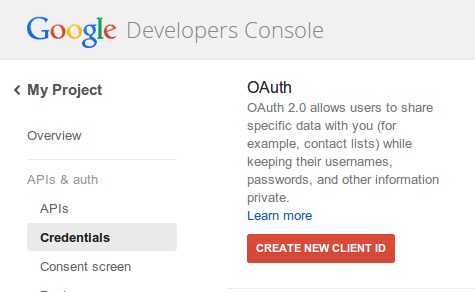 Google Developers Console
< My Project
Overview
APIs & auth
APIs
Credentials
Consent screen
OAuth
OAuth 2.0 allows users to share
specific data with you (for
example, contact lists) while
keeping their usernames,
passwords, and other information
private.
Learn more
CREATE NEW CLIENT ID